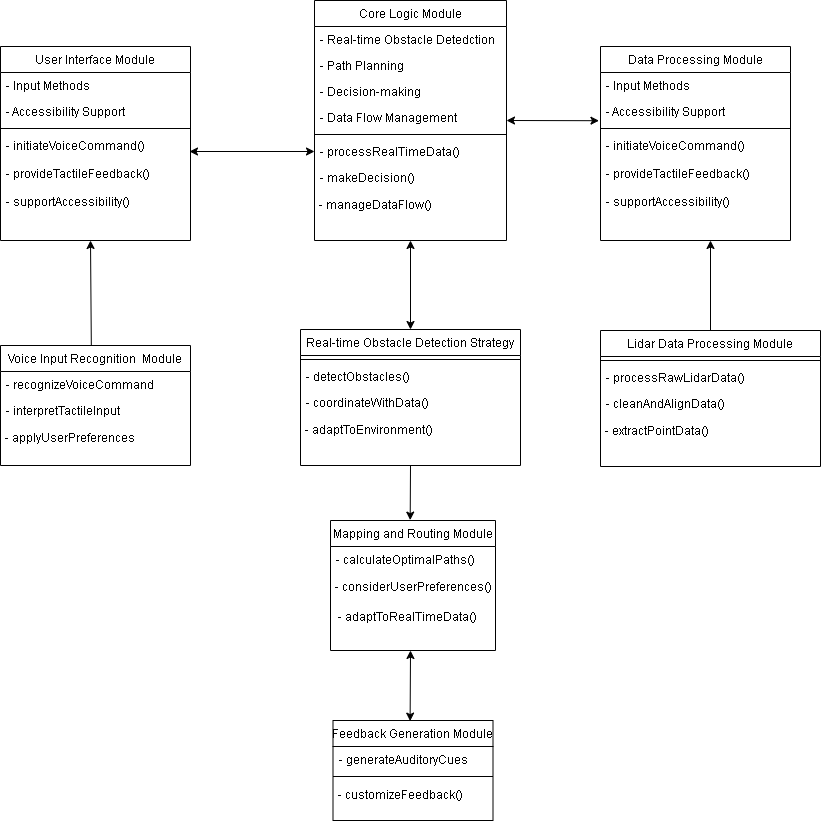 Core Logic Module
- Real-time Obstacle Detedction
- Path Planning
- Decision-making
- Data Flow Management
- processRealTimeData()
- makeDecision()
- manageDataFlow()
User Interface Module
- Input Methods
- Accessibility Support
- initiateVoiceCommand()
- provideTactileFeedback()
- supportAccessibility()
Data Processing Module
- Input Methods
- Accessibility Support
- initiateVoiceCommand()
- provideTactileFeedback()
- supportAccessibility()
Voice Input Recognition Module
- recognizeVoiceCommand
- interpretTactileInput
- applyUserPreferences
Real-time Obstacle Detection Strategy
- detectObstacles()
- coordinateWithData()
- adaptToEnvironment()
Lidar Data Processing Module
- processRawLidarData()
- cleanAndAlignData()
- extractPointData()
Mapping and Routing Module
- calculateOptimalPaths()
- considerUserPreferences()
- adaptToRealTimeData()
Feedback Generation Module
- generateAuditoryCues
- customizeFeedback()